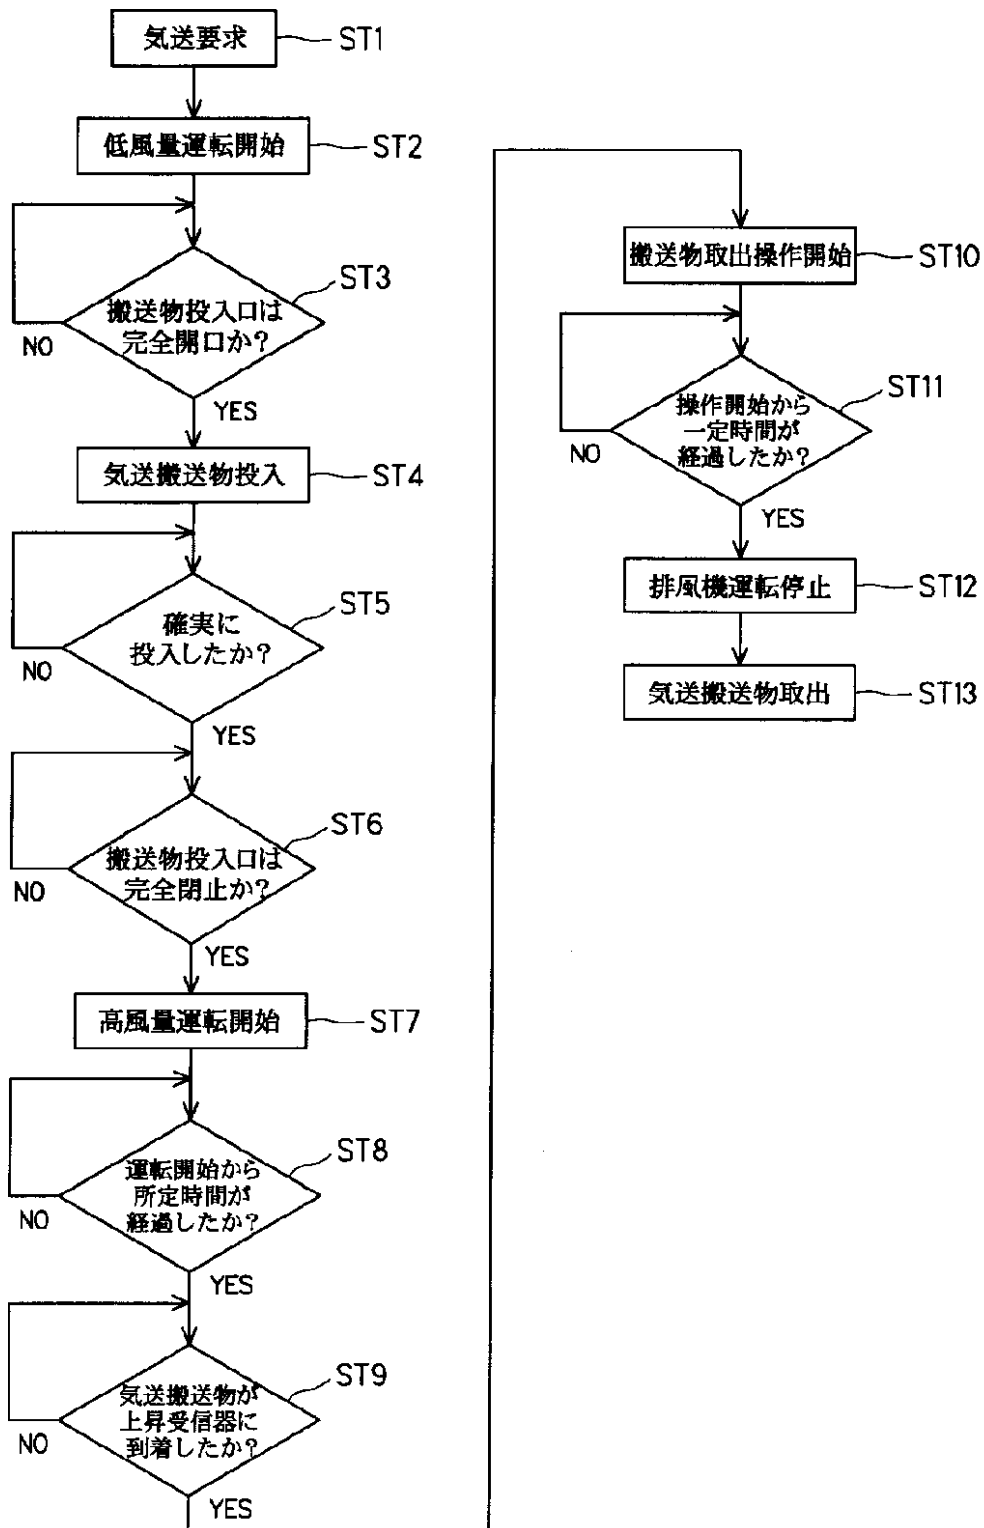 気送要求
ST1
低風量運転開始
ST2
ST3
搬送物投入口は
完全開口か?
NO
YES
気送搬送物投入
ST4
ST5
確実に
投入したか?
NO
YES
ST6
搬送物投入口は
完全閉止か?
NO
YES
高風量運転開始
ST7
ST8
運転開始から
所定時間が
経過したか?
NO
YES
ST9
気送搬送物が
上昇受信器に
到着したか?
NO
YES
搬送物取出操作開始
ST10
ST11
操作開始から
一定時間が
経過したか?
NO
YES
排風機運転停止
ST12
気送搬送物取出
ST13